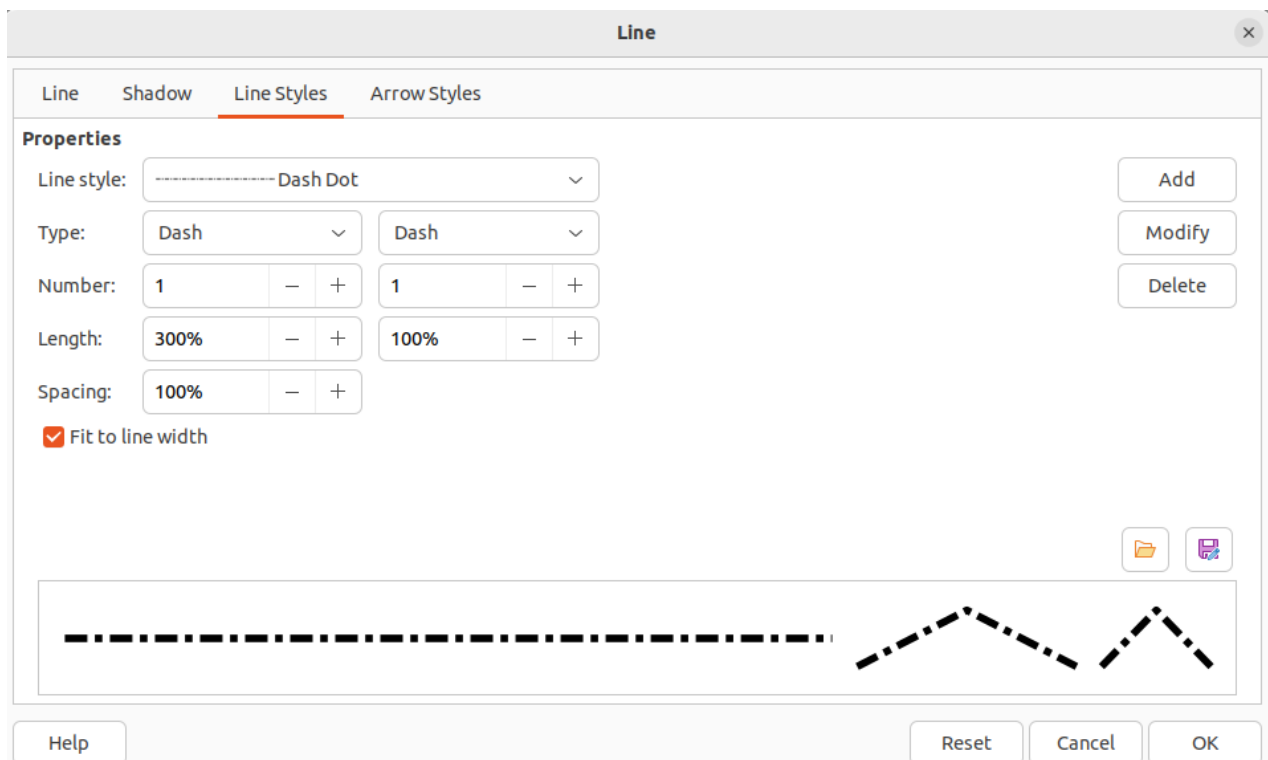 Line
Line Shadow Line Styles Arrow Styles
Properties
Line style: Dash Dot Add
Type: Dash Dash Modify
Number: 1 1 Delete
Length: 300% 100%
Spacing: 100%
Fit to line width
Help Reset Cancel OK